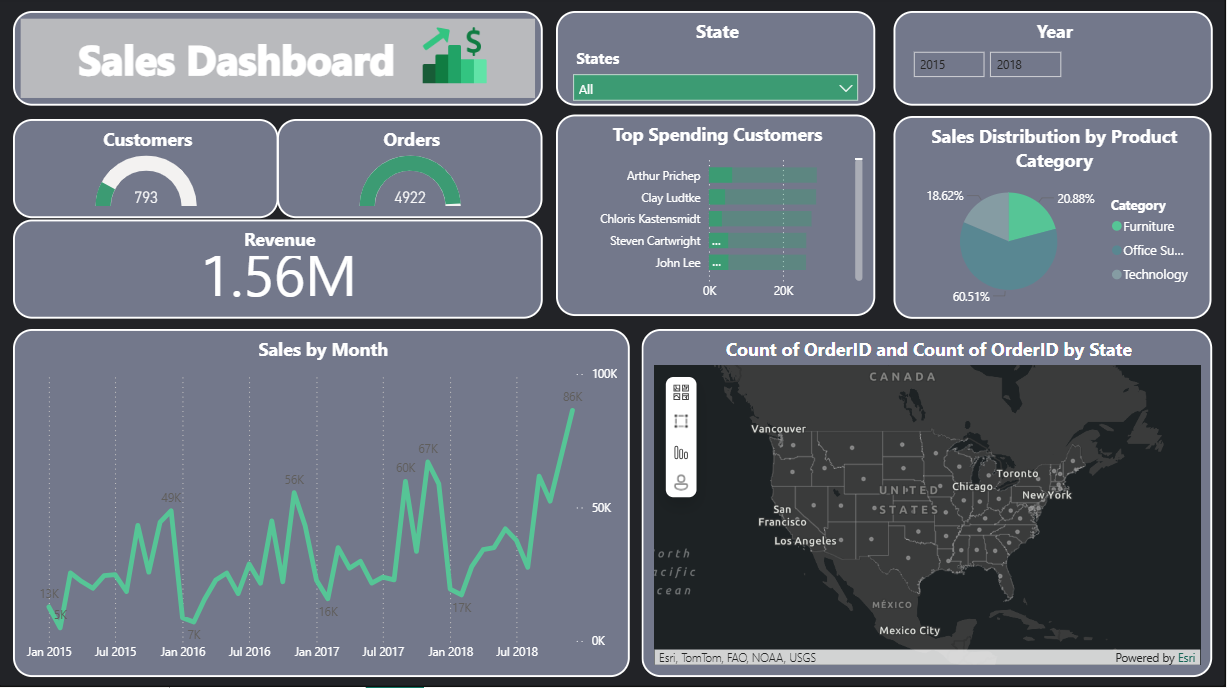 Sales Dashboard
$
State
States
All
Year
2015 2018
Customers
793
Orders
4922
Revenue
1.56M
Top Spending Customers
Arthur Prichep
Clay Ludtke
Chloris Kastensmidt
Steven Cartwright
...
John Lee
...
0K 20K
Sales Distribution by Product
Category
18.62%
20.88%
60.51%
Category
Furniture
Office Su...
Technology
Sales by Month
100K
50K
0K
13K
5K
49K
7K
56K
16K
60K
67K
17K
86K
Jan 2015 Jul 2015 Jan 2016 Jul 2016 Jan 2017 Jul 2017 Jan 2018 Jul 2018
Count of OrderID and Count of OrderID by State
CANADA
Vancouver
Toronto
Chicago
UNITED
STATES
New York
San
Francisco
Los Angeles
orth
acific
cean
MÉXICO
Mexico City
Esri, TomTom, FAO, NOAA, USGS
Powered by Esri